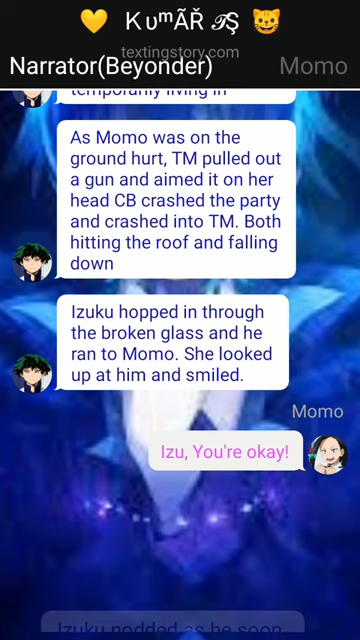 💛 Kυᵐ𝐀̃Ř 𝒯Ş 😺
textingstory.com
Narrator(Beyonder) Momo
temporarily living in
As Momo was on the
ground hurt, TM pulled out
a gun and aimed it on her
head CB crashed the party
and crashed into TM. Both
hitting the roof and falling
down
Izuku hopped in through
the broken glass and he
ran to Momo. She looked
up at him and smiled.
Momo
Izu, You're okay!
Izuku nodded as he soon